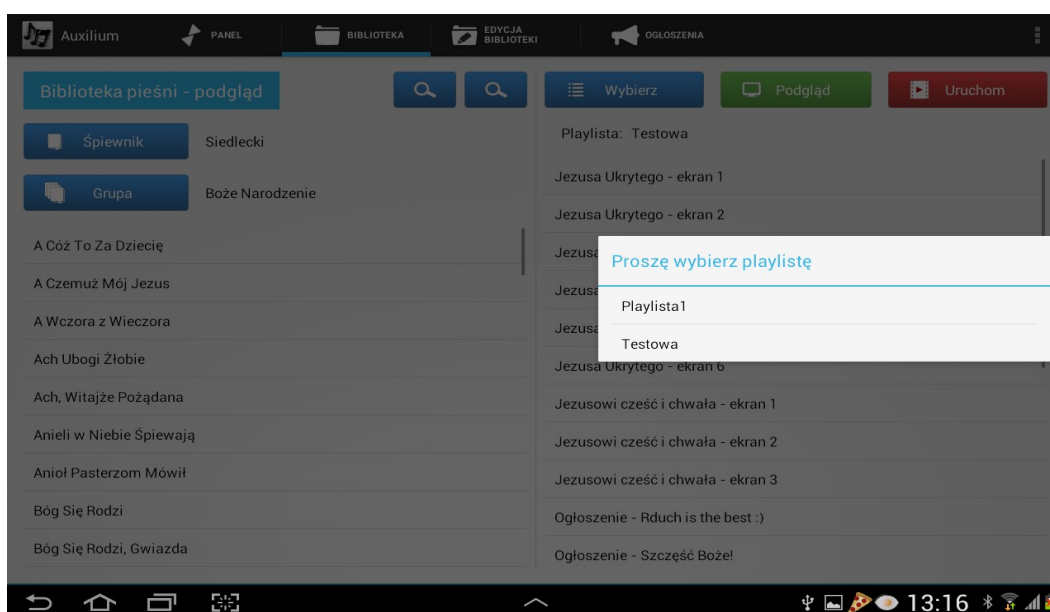 Auxilium
PANEL
BIBLIOTEKA
EDYCJA
BIBLIOTEKI
OGŁOSZENIA
Biblioteka pieśni - podgląd
Śpiewnik
Siedlecki
Grupa
Boże Narodzenie
A Cóż To Za Dziecię
A Czemuż Mój Jezus
A Wczora z Wieczora
Ach Ubogi Żłobie
Ach, Witajże Pożądana
Anieli w Niebie Śpiewają
Anioł Pasterzom Mówił
Bóg Się Rodzi
Bóg Się Rodzi, Gwiazda
Wybierz
Podgląd
Uruchom
Playlista: Testowa
Jezusa Ukrytego - ekran 1
Jezusa Ukrytego - ekran 2
Jezusa
Jezusa
Jezusa
Proszę wybierz playlistę
Playlista1
Testowa
Jezusa Ukrytego - ekran 6
Jezusowi cześć i chwała - ekran 1
Jezusowi cześć i chwała - ekran 2
Jezusowi cześć i chwała - ekran 3
Ogłoszenie - Rduch is the best :)
Ogłoszenie - Szczęść Boże!
13:16